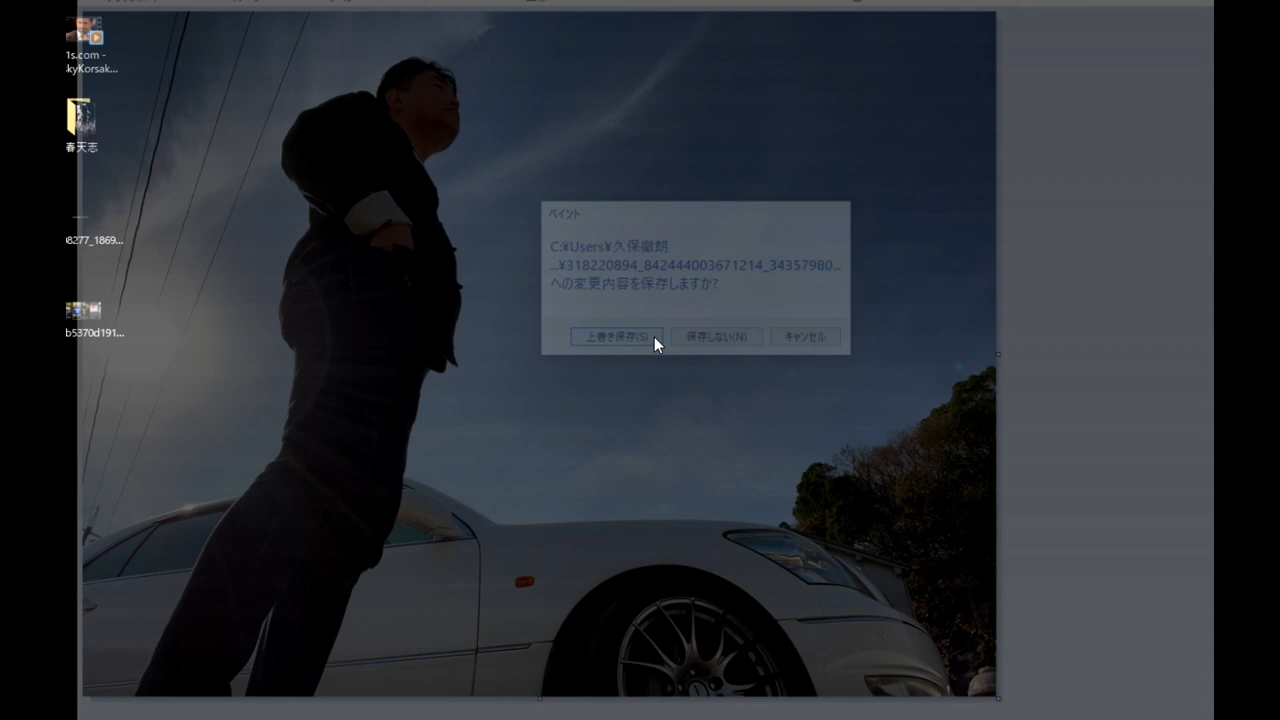 1s.com -
kyKorsak...
春天志
8277_1869...
b5370d191...
ペイント
C:¥Users¥久保徹朗
...¥318220894_842444003671214_34357980...
への変更内容を保存しますか?
上書き保存(S)
保存しない(N)
キャンセル